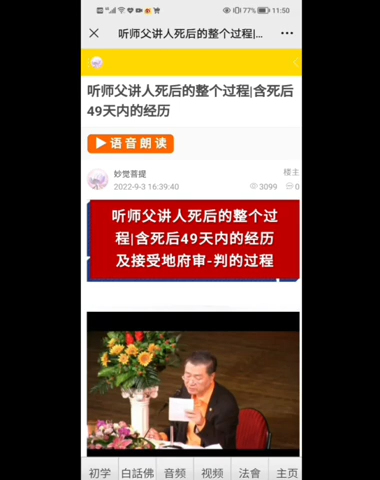 77% 11:50
听师父讲人死后的整个过程|...
听师父讲人死后的整个过程|含死后
49天内的经历
语音朗读
妙觉菩提
楼主
2022-9-3 16:39:40
3099
0
听师父讲人死后的整个过
程|含死后49天内的经历
及接受地府审-判的过程
初学 白話佛 音频 视频 法會 主页